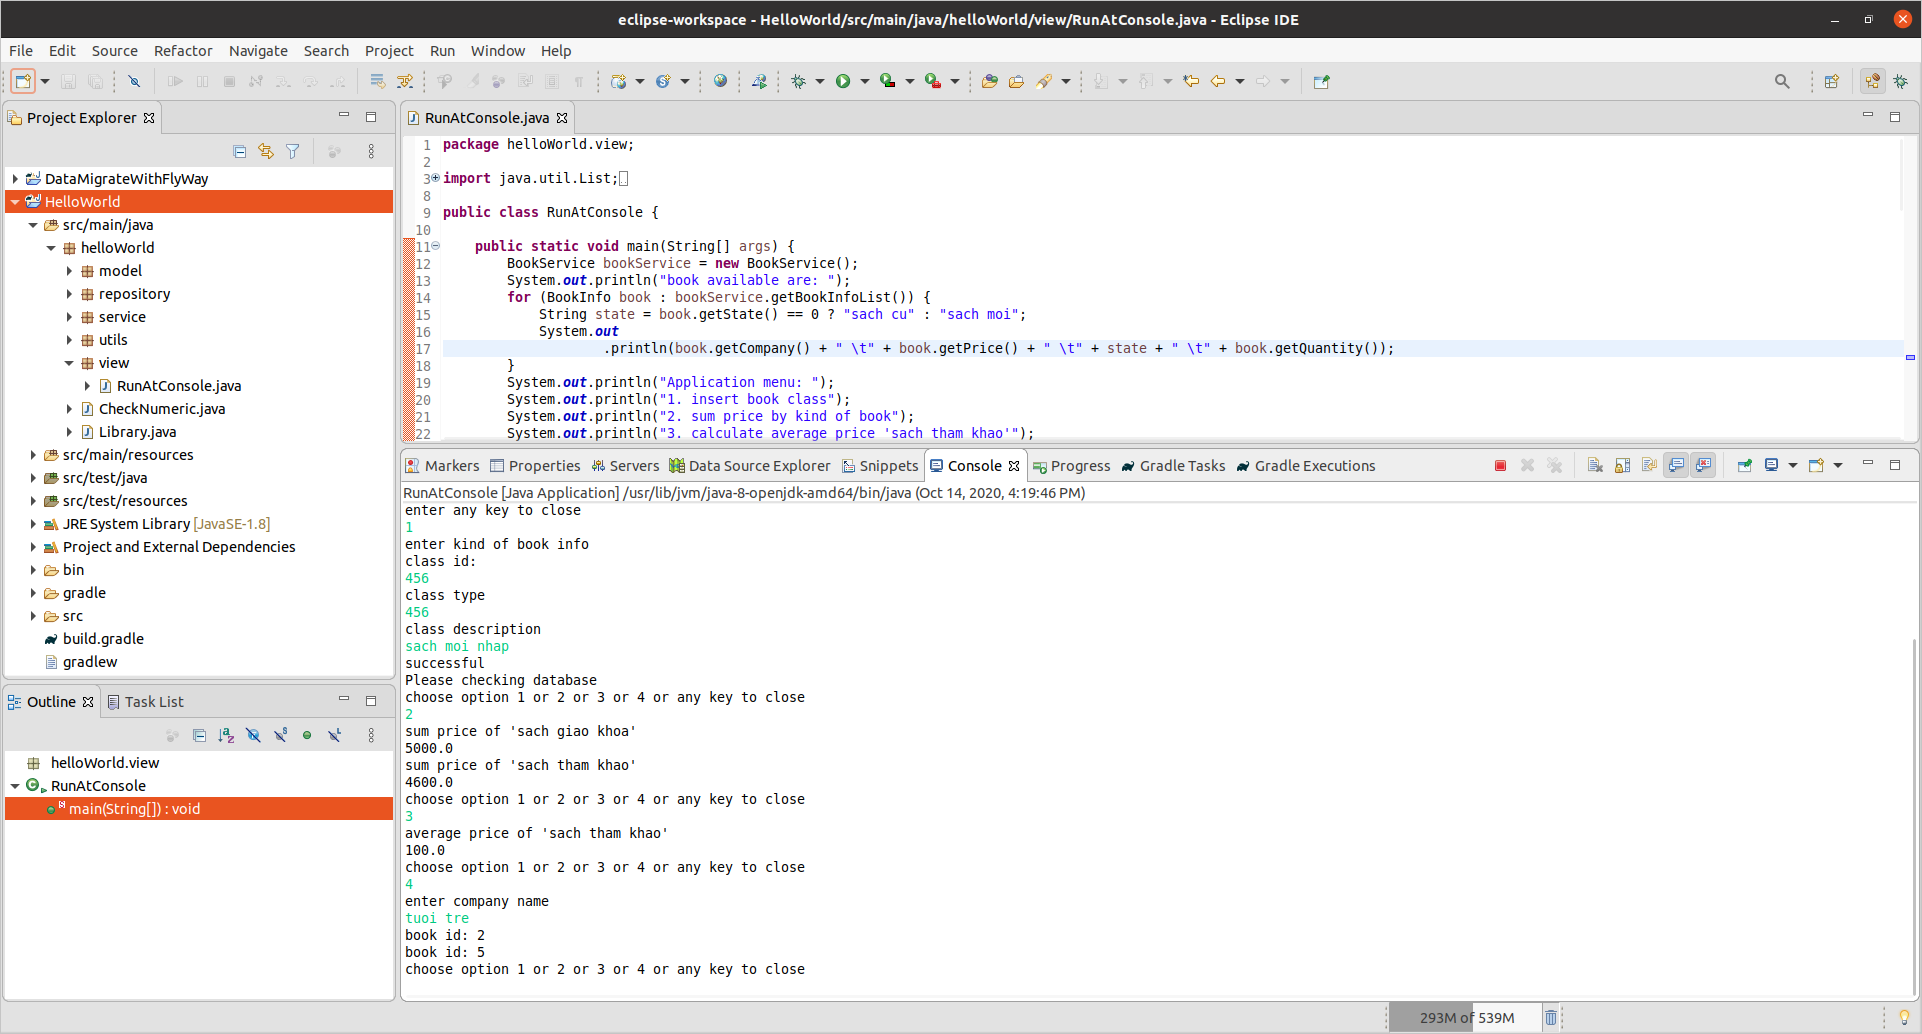 eclipse-workspace - HelloWorld/src/main/java/helloWorld/view/RunAtConsole.java - Eclipse IDE
File Edit Source Refactor Navigate Search Project Run Window Help
Project Explorer
DataMigrateWithFlyWay
HelloWorld
src/main/java
helloWorld
model
repository
service
utils
view
RunAtConsole.java
CheckNumeric.java
Library.java
src/main/resources
src/test/java
src/test/resources
JRE System Library [JavaSE-1.8]
Project and External Dependencies
bin
gradle
src
build.gradle
gradlew
Outline Task List
helloWorld.view
RunAtConsole
main(String[]) : void
RunAtConsole.java
1 package helloWorld.view;
2
3 import java.util.List;
8
9 public class RunAtConsole {
10
11 public static void main(String[] args) {
12 BookService bookService = new BookService();
13 System.out.println("book available are: ");
14 for (BookInfo book : bookService.getBookInfoList()) {
15 String state = book.getState() == 0 ? "sach cu" : "sach moi";
16 System.out
17 .println(book.getCompany() + " \t" + book.getPrice() + " \t" + state + " \t" + book.getQuantity());
18 }
19 System.out.println("Application menu: ");
20 System.out.println("1. insert book class");
21 System.out.println("2. sum price by kind of book");
22 System.out.println("3. calculate average price 'sach tham khao'");
Markers Properties Servers Data Source Explorer Snippets Console Progress Gradle Tasks Gradle Executions
RunAtConsole [Java Application] /usr/lib/jvm/java-8-openjdk-amd64/bin/java (Oct 14, 2020, 4:19:46 PM)
enter any key to close
1
enter kind of book info
class id:
456
class type
456
class description
sach moi nhap
successful
Please checking database
choose option 1 or 2 or 3 or 4 or any key to close
2
sum price of 'sach giao khoa'
5000.0
sum price of 'sach tham khao'
4600.0
choose option 1 or 2 or 3 or 4 or any key to close
3
average price of 'sach tham khao'
100.0
choose option 1 or 2 or 3 or 4 or any key to close
4
enter company name
tuoi tre
book id: 2
book id: 5
choose option 1 or 2 or 3 or 4 or any key to close
293M of 539M